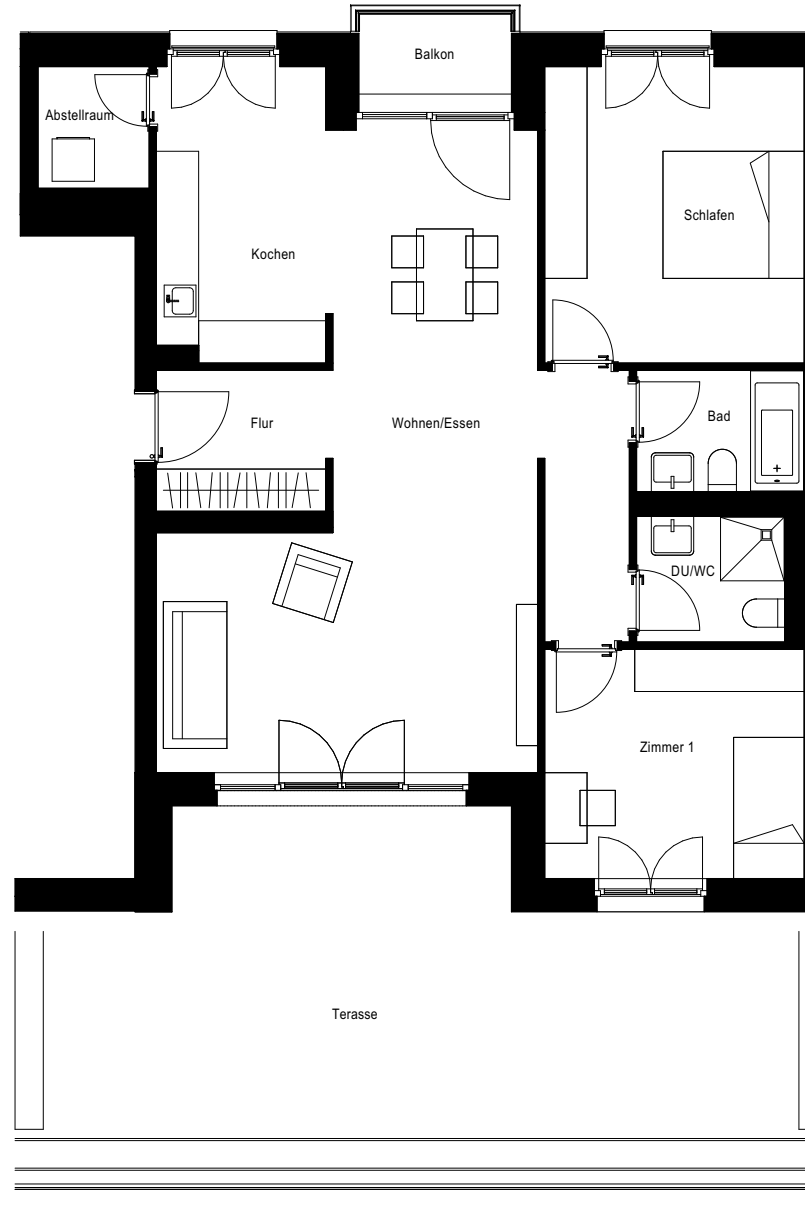 Balkon
Abstellraum
Schlafen
Kochen
Bad
Flur
Wohnen/Essen
DU/WC
Zimmer 1
Terasse